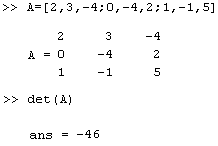 >> A=[2,3,-4;0,-4,2;1,-1,5]
2 3 -4
A = 0 -4 2
1 -1 5
>> det(A)
ans = -46